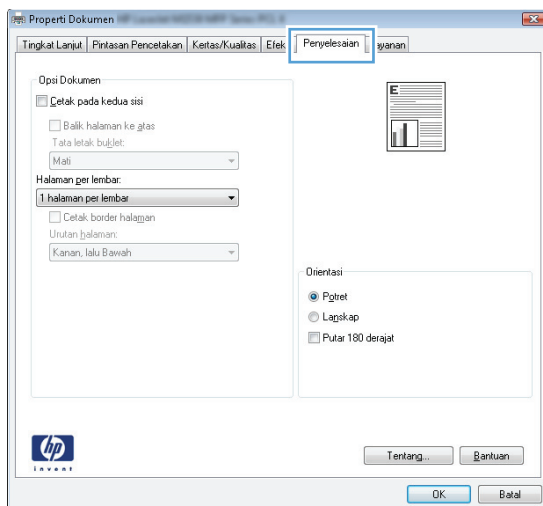 Properti Dokumen
Tingkat Lanjut Pintasan Pencetakan Kertas/Kualitas Efek Penyelesaian ayanan
Opsi Dokumen
Cetak pada kedua sisi
Balik halaman ke atas
Tata letak buklet:
Mati
Halaman per lembar:
1 halaman per lembar
Cetak border halaman
Urutan halaman:
Kanan, lalu Bawah
E
Orientasi
Potret
Lanskap
Putar 180 derajat
hp
invent
Tentang... Bantuan
OK Batal